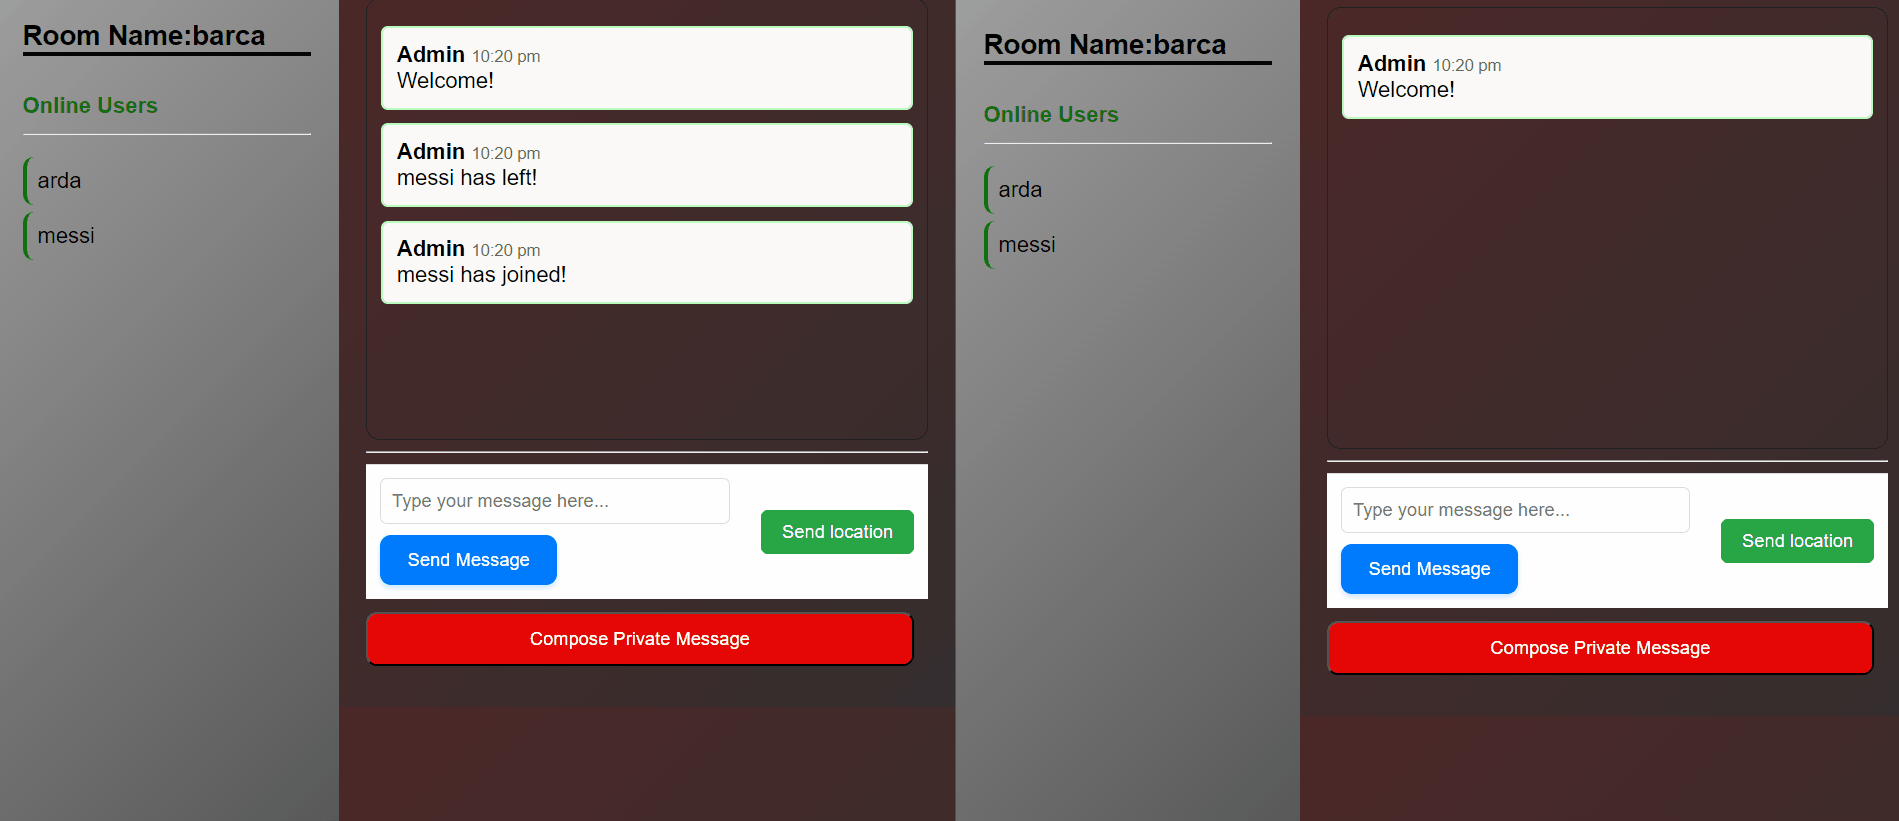 Room Name:barca
Online Users
arda
messi
Admin 10:20 pm
Welcome!
Admin 10:20 pm
messi has left!
Admin 10:20 pm
messi has joined!
Type your message here...
Send Message
Send location
Compose Private Message
Room Name:barca
Online Users
arda
messi
Admin 10:20 pm
Welcome!
Type your message here...
Send Message
Send location
Compose Private Message